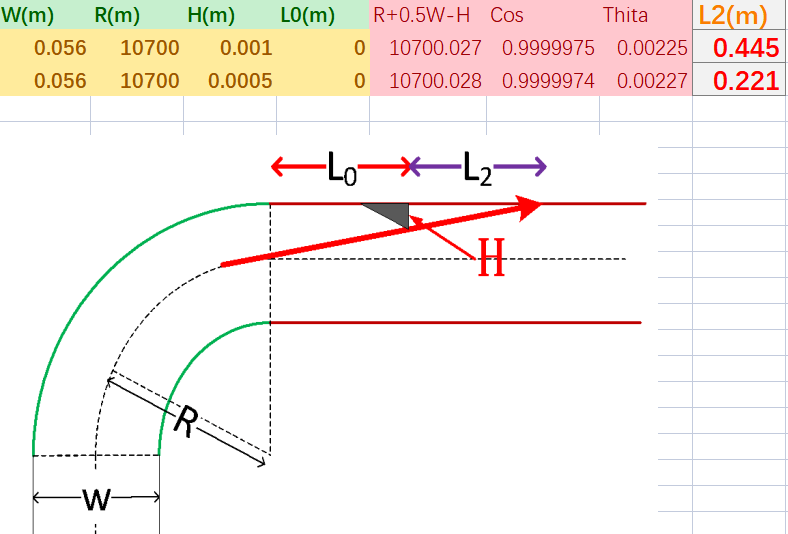 W(m) R(m) H(m) L0(m) R+0.5W-H Cos Thita L2(m)
0.056 10700 0.001 0 10700.027 0.9999975 0.00225 0.445
0.056 10700 0.0005 0 10700.028 0.9999974 0.00227 0.221
L0 L2
H
R
W